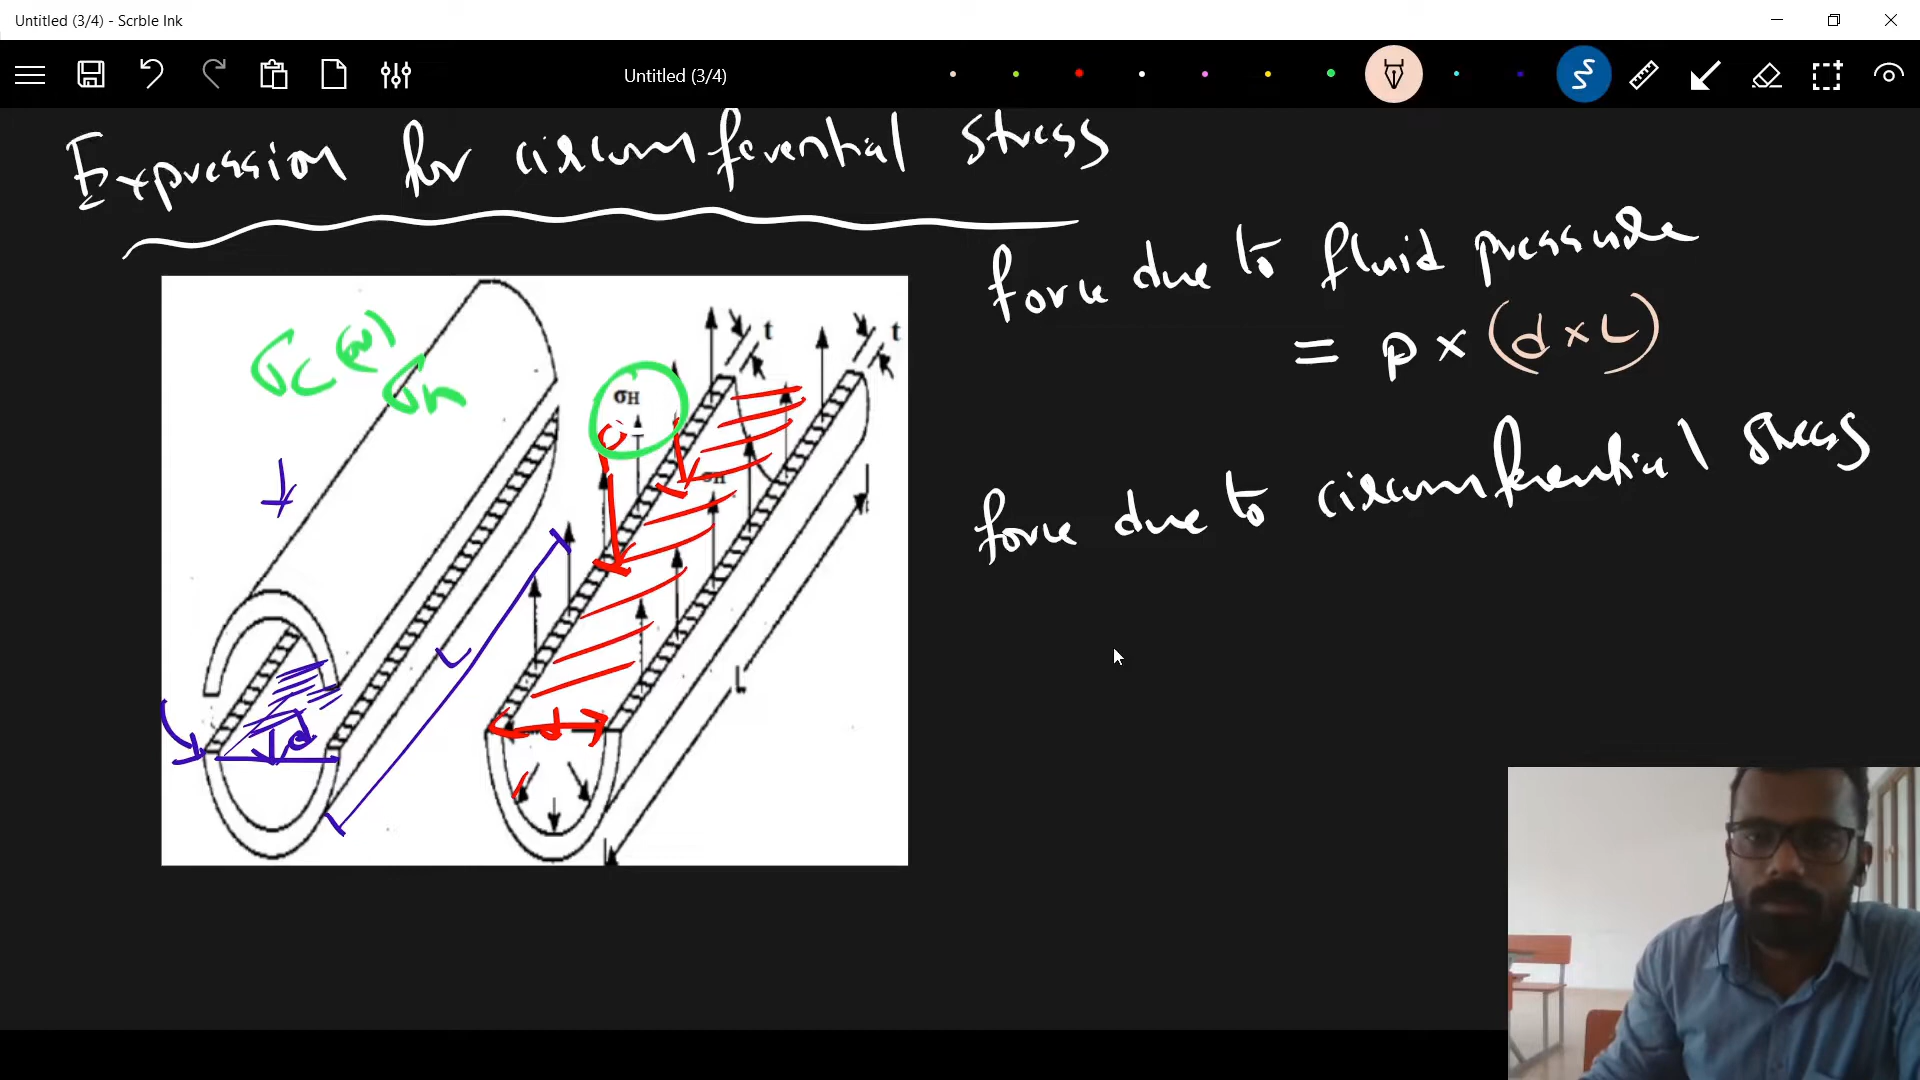 Untitled (3/4) - Scrble Ink
Untitled (3/4)
Expression for circumferential stress
force due to fluid pressure
= p × (d × L)
force due to circumferential stress
σc (or) σh
σH
t
t
σH
L
L
d
d